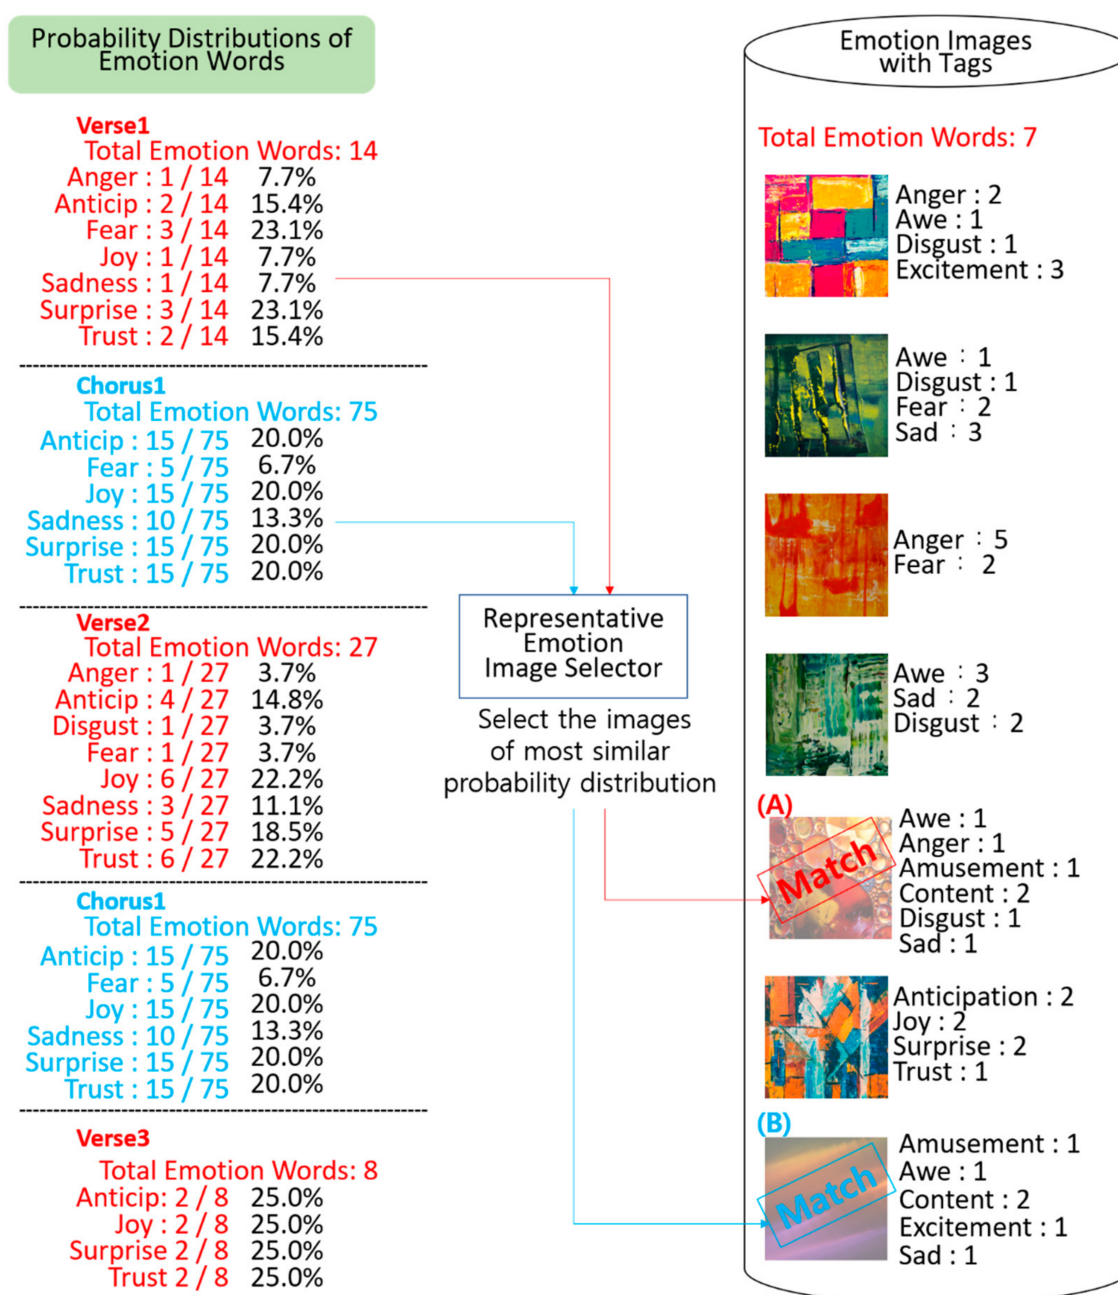 Probability Distributions of
Emotion Words
Verse1
Total Emotion Words: 14
Anger : 1 / 14 7.7%
Anticip : 2 / 14 15.4%
Fear : 3 / 14 23.1%
Joy : 1 / 14 7.7%
Sadness : 1 / 14 7.7%
Surprise : 3 / 14 23.1%
Trust : 2 / 14 15.4%
Chorus1
Total Emotion Words: 75
Anticip : 15 / 75 20.0%
Fear : 5 / 75 6.7%
Joy : 15 / 75 20.0%
Sadness : 10 / 75 13.3%
Surprise : 15 / 75 20.0%
Trust : 15 / 75 20.0%
Verse2
Total Emotion Words: 27
Anger : 1 / 27 3.7%
Anticip : 4 / 27 14.8%
Disgust : 1 / 27 3.7%
Fear : 1 / 27 3.7%
Joy : 6 / 27 22.2%
Sadness : 3 / 27 11.1%
Surprise : 5 / 27 18.5%
Trust : 6 / 27 22.2%
Chorus1
Total Emotion Words: 75
Anticip : 15 / 75 20.0%
Fear : 5 / 75 6.7%
Joy : 15 / 75 20.0%
Sadness : 10 / 75 13.3%
Surprise : 15 / 75 20.0%
Trust : 15 / 75 20.0%
Verse3
Total Emotion Words: 8
Anticip: 2 / 8 25.0%
Joy : 2 / 8 25.0%
Surprise 2 / 8 25.0%
Trust 2 / 8 25.0%
Representative
Emotion
Image Selector
Select the images
of most similar
probability distribution
Emotion Images
with Tags
Total Emotion Words: 7
Anger : 2
Awe : 1
Disgust : 1
Excitement : 3
Awe : 1
Disgust : 1
Fear : 2
Sad : 3
Anger : 5
Fear : 2
Awe : 3
Sad : 2
Disgust : 2
(A)
Match
Awe : 1
Anger : 1
Amusement : 1
Content : 2
Disgust : 1
Sad : 1
Anticipation : 2
Joy : 2
Surprise : 2
Trust : 1
(B)
Match
Amusement : 1
Awe : 1
Content : 2
Excitement : 1
Sad : 1